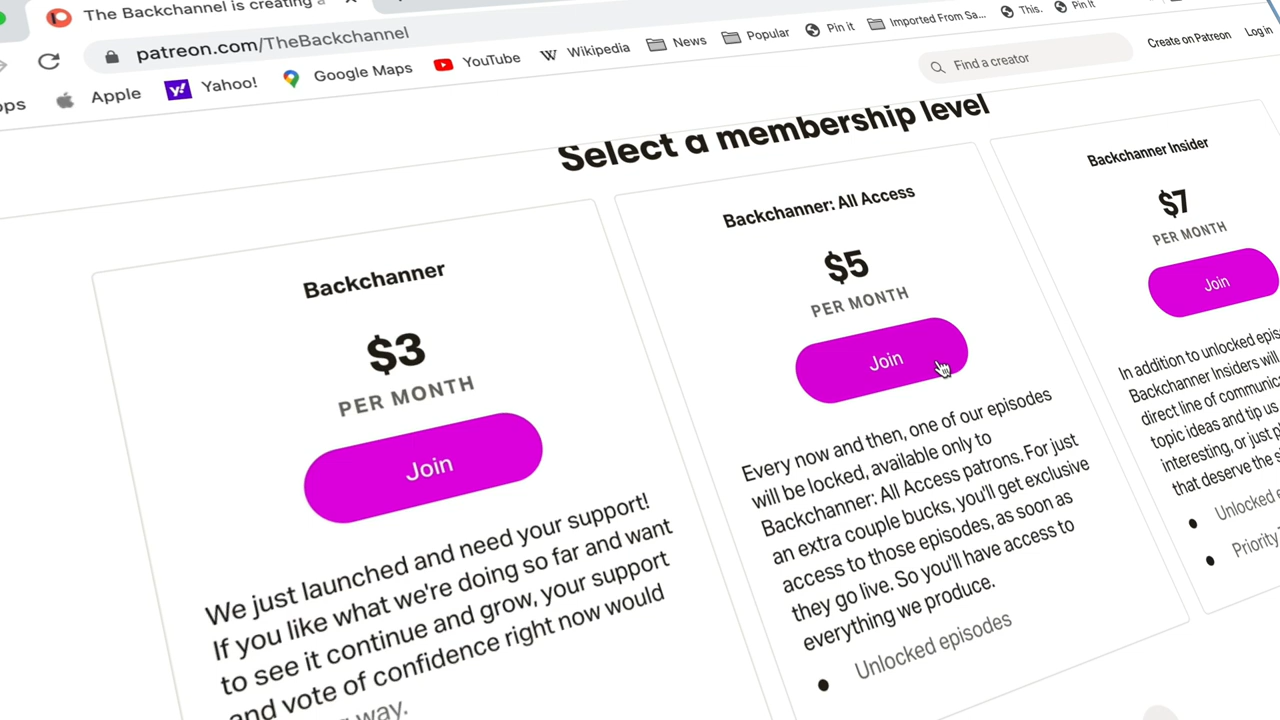 The Backchannel is creating a
patreon.com/TheBackchannel
Apple
Yahoo!
Google Maps
YouTube
Wikipedia
News
Popular
Pin it
Imported From Sa...
This.
Pin it
Find a creator
Create on Patreon
Log in
Select a membership level
Backchanner
$3
PER MONTH
Join
We just launched and need your support!
If you like what we're doing so far and want
to see it continue and grow, your support
and vote of confidence right now would
way.
Backchanner: All Access
$5
PER MONTH
Join
Every now and then, one of our episodes
will be locked, available only to
Backchanner: All Access patrons. For just
an extra couple bucks, you'll get exclusive
access to those episodes, as soon as
they go live. So you'll have access to
everything we produce.
Unlocked episodes
Backchanner Insider
$7
PER MONTH
Join
In addition to unlocked
Backchanner Insiders will
direct line of
topic ideas and tip us
interesting, or just
that deserve the
Unlocked
Priority